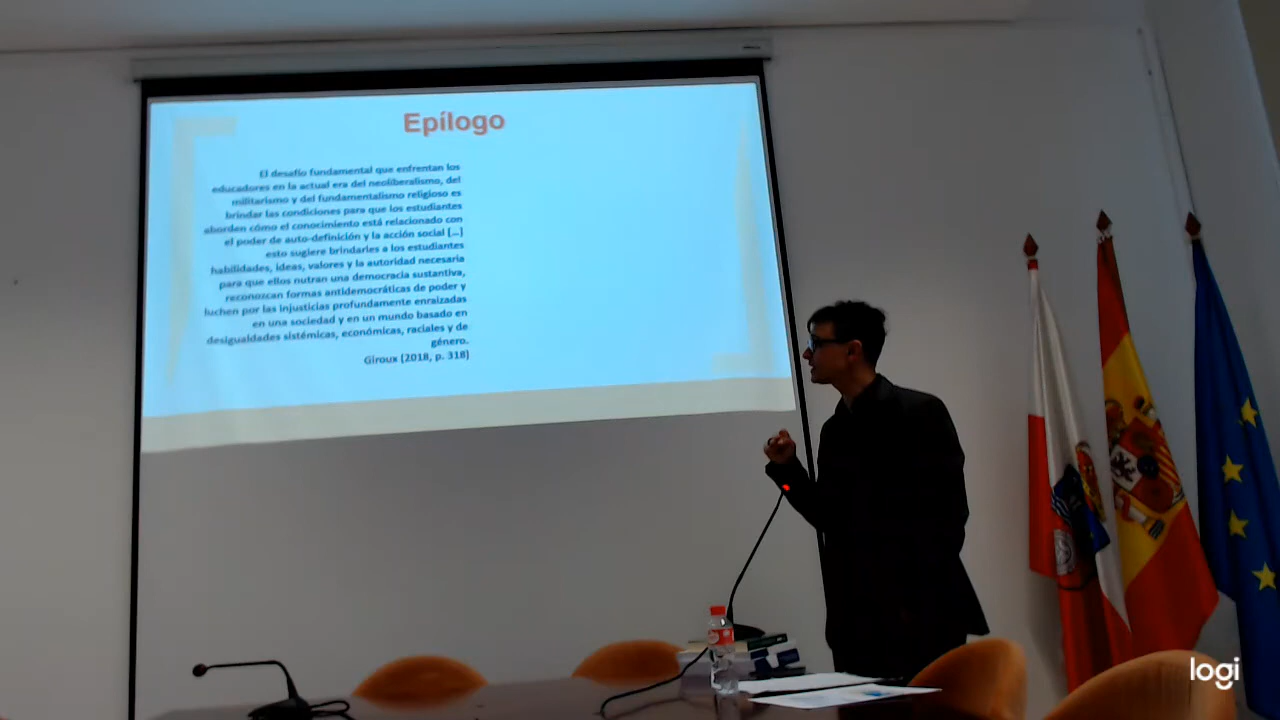 Epílogo
El desafío fundamental que enfrentan los
educadores en la actual era del neoliberalismo, del
militarismo y del fundamentalismo religioso es
brindar las condiciones para que los estudiantes
aborden cómo el conocimiento está relacionado con
el poder de auto-definición y la acción social […]
esto sugiere brindarles a los estudiantes
habilidades, ideas, valores y la autoridad necesaria
para que ellos nutran una democracia sustantiva,
reconozcan formas antidemocráticas de poder y
luchen por las injusticias profundamente enraizadas
en una sociedad y en un mundo basado en
desigualdades sistémicas, económicas, raciales y de
género.
Giroux (2018, p. 318)
logi